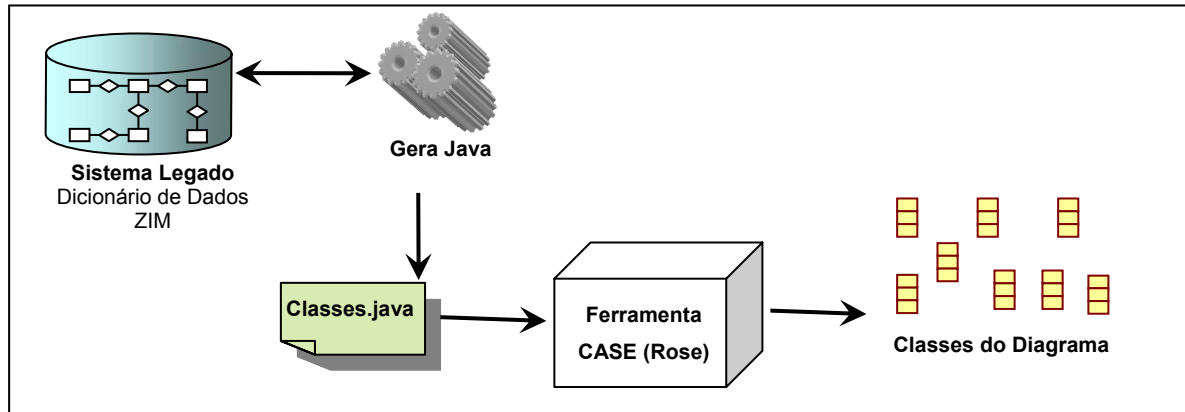 Sistema Legado
Dicionário de Dados
ZIM
Gera Java
Classes.java
Ferramenta
CASE (Rose)
Classes do Diagrama